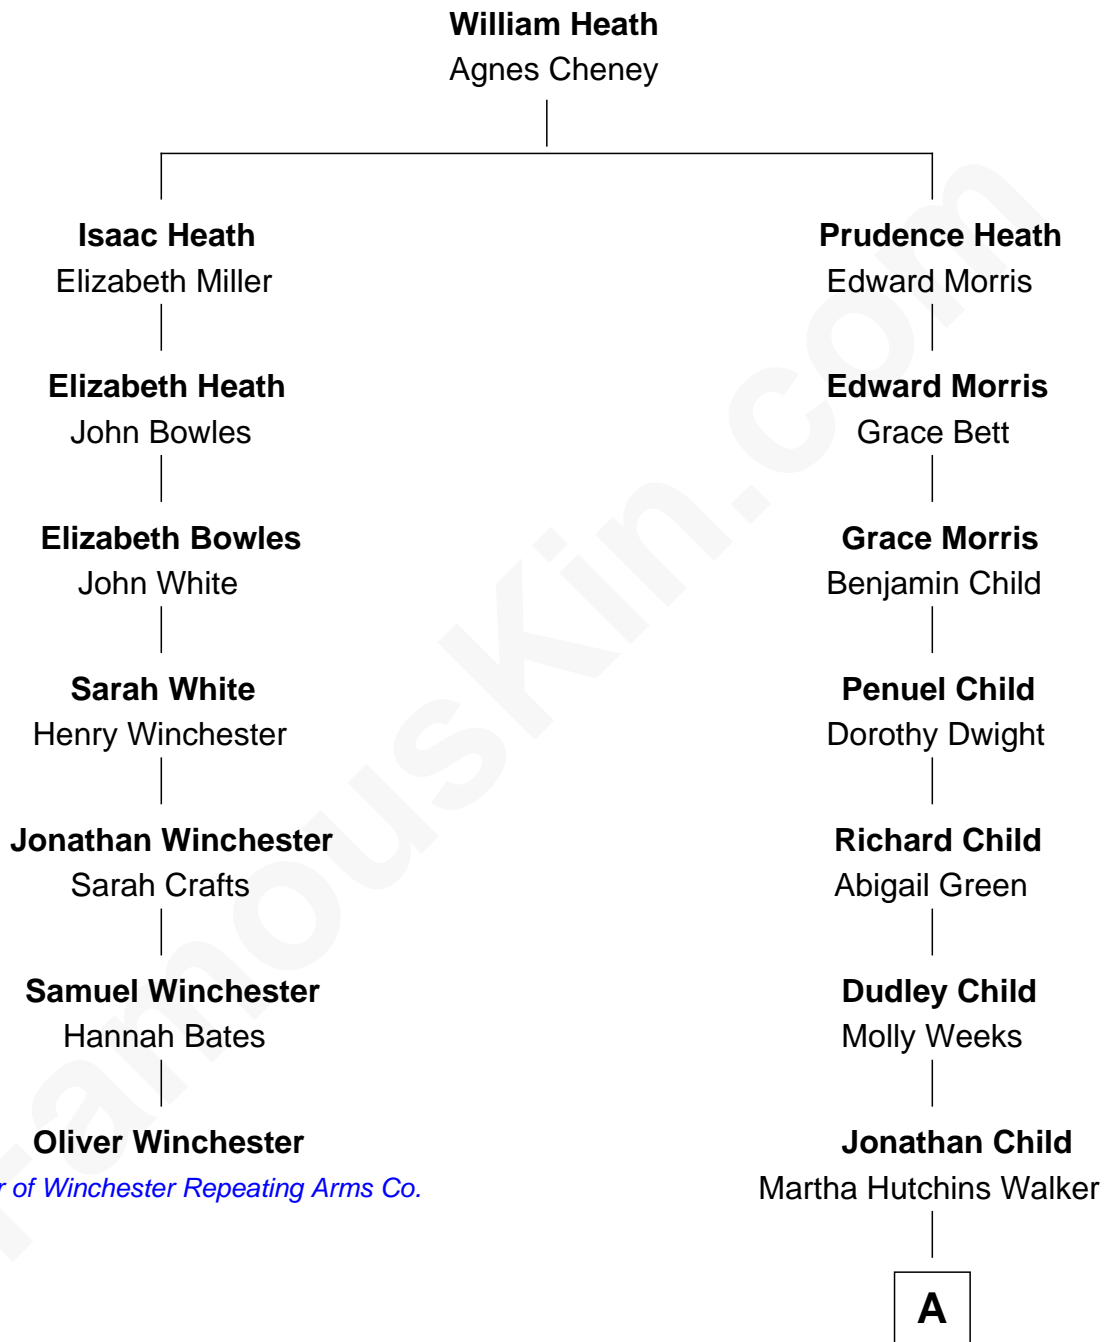 William Heath
Agnes Cheney
Isaac Heath
Elizabeth Miller
Prudence Heath
Edward Morris
Elizabeth Heath
John Bowles
Edward Morris
Grace Bett
Elizabeth Bowles
John White
Grace Morris
Benjamin Child
Sarah White
Henry Winchester
Penuel Child
Dorothy Dwight
Jonathan Winchester
Sarah Crafts
Richard Child
Abigail Green
Samuel Winchester
Hannah Bates
Dudley Child
Molly Weeks
Oliver Winchester
of Winchester Repeating Arms Co.
Jonathan Child
Martha Hutchins Walker
A
FamousKin.com